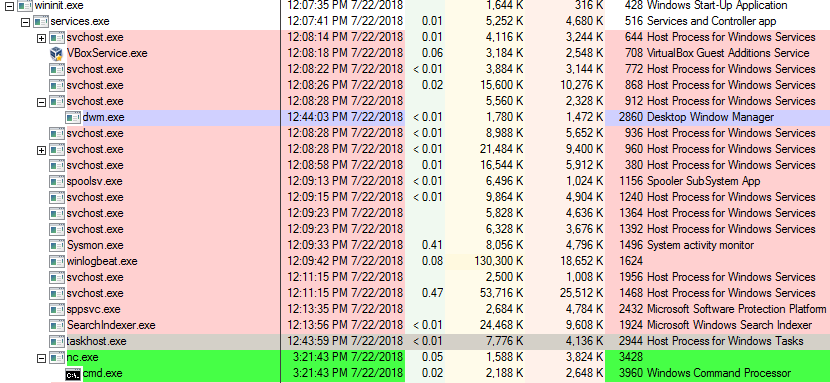 wininit.exe 12:07:35 PM 7/22/2018 1,644 K 316 K 428 Windows Start-Up Application
services.exe 12:07:41 PM 7/22/2018 0.01 5,252 K 4,680 K 516 Services and Controller app
svchost.exe 12:08:14 PM 7/22/2018 0.01 4,116 K 3,244 K 644 Host Process for Windows Services
VBoxService.exe 12:08:18 PM 7/22/2018 0.06 3,184 K 2,548 K 708 VirtualBox Guest Additions Service
svchost.exe 12:08:22 PM 7/22/2018 < 0.01 3,884 K 3,144 K 772 Host Process for Windows Services
svchost.exe 12:08:26 PM 7/22/2018 0.02 15,600 K 10,276 K 868 Host Process for Windows Services
svchost.exe 12:08:28 PM 7/22/2018 5,560 K 2,328 K 912 Host Process for Windows Services
dwm.exe 12:44:03 PM 7/22/2018 < 0.01 1,780 K 1,472 K 2860 Desktop Window Manager
svchost.exe 12:08:28 PM 7/22/2018 < 0.01 8,988 K 5,652 K 936 Host Process for Windows Services
svchost.exe 12:08:28 PM 7/22/2018 < 0.01 21,484 K 9,400 K 960 Host Process for Windows Services
svchost.exe 12:08:58 PM 7/22/2018 0.01 16,544 K 5,912 K 380 Host Process for Windows Services
spoolsv.exe 12:09:13 PM 7/22/2018 6,496 K 1,024 K 1156 Spooler SubSystem App
svchost.exe 12:09:15 PM 7/22/2018 < 0.01 9,864 K 4,904 K 1240 Host Process for Windows Services
svchost.exe 12:09:23 PM 7/22/2018 5,828 K 4,636 K 1364 Host Process for Windows Services
svchost.exe 12:09:23 PM 7/22/2018 6,328 K 3,676 K 1392 Host Process for Windows Services
Sysmon.exe 12:09:33 PM 7/22/2018 0.41 8,056 K 4,796 K 1496 System activity monitor
winlogbeat.exe 12:09:42 PM 7/22/2018 0.08 130,300 K 18,652 K 1624
svchost.exe 12:11:15 PM 7/22/2018 2,500 K 1,008 K 1956 Host Process for Windows Services
svchost.exe 12:11:15 PM 7/22/2018 0.47 53,716 K 25,512 K 1468 Host Process for Windows Services
sppsvc.exe 12:13:35 PM 7/22/2018 2,684 K 4,784 K 2432 Microsoft Software Protection Platform
SearchIndexer.exe 12:13:56 PM 7/22/2018 < 0.01 24,468 K 9,608 K 1924 Microsoft Windows Search Indexer
taskhost.exe 12:43:59 PM 7/22/2018 < 0.01 7,776 K 4,136 K 2944 Host Process for Windows Tasks
nc.exe 3:21:43 PM 7/22/2018 0.05 1,588 K 3,824 K 3428
cmd.exe 3:21:43 PM 7/22/2018 0.02 2,188 K 2,648 K 3960 Windows Command Processor